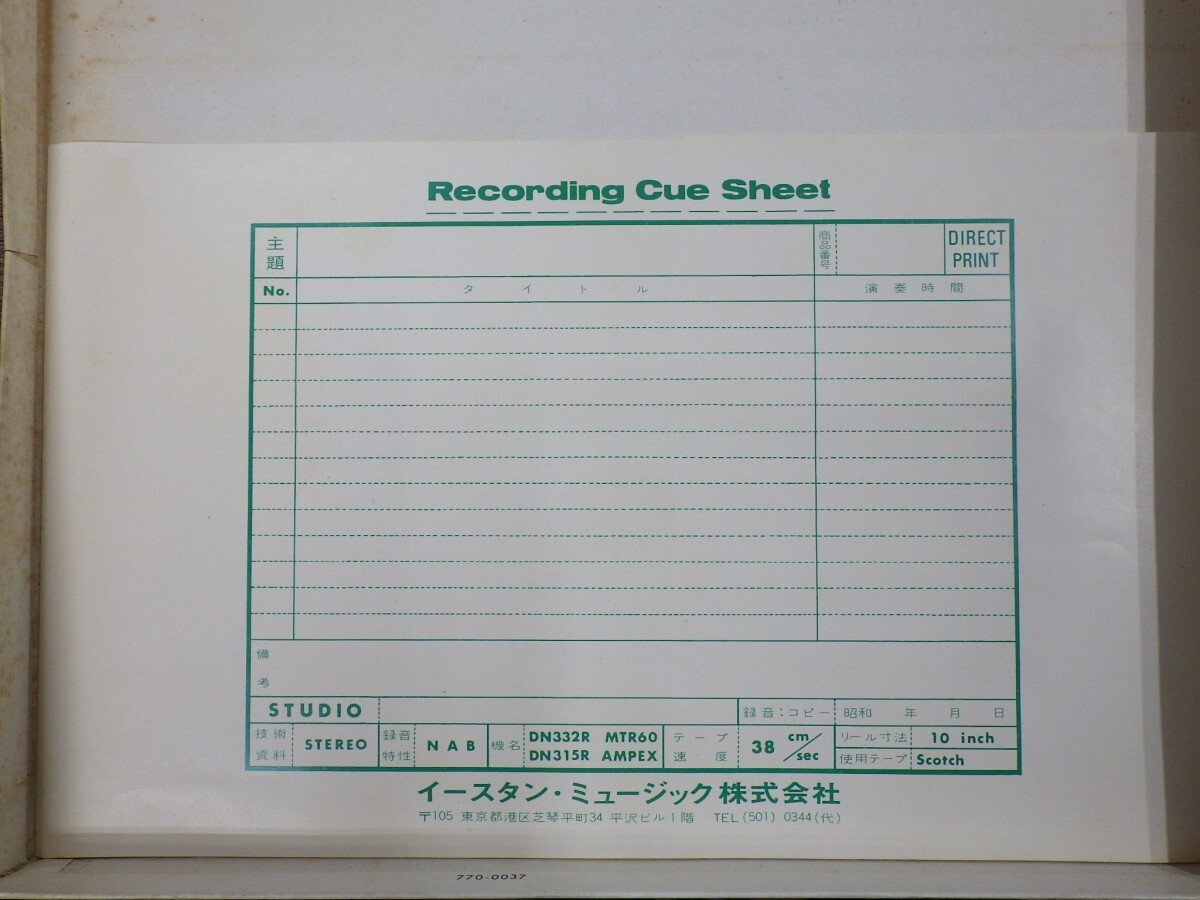 Recording Cue Sheet
主題 商品番号 DIRECT PRINT
No. タイトル 演奏時間
備考
STUDIO 録音:コピー 昭和 年 月 日
技術資料 STEREO 録音特性 NAB 機名 DN332R MTR60 DN315R AMPEX テープ速度 38 cm/sec リール寸法 10 inch
使用テープ Scotch
イースタン・ミュージック株式会社
〒105 東京都港区芝琴平町34 平沢ビル1階 TEL (501) 0344(代)
770-0037